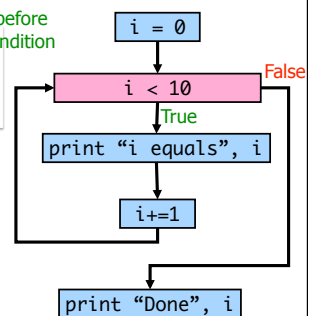 before
ndition
i = 0
i < 10
False
True
print “i equals”, i
i+=1
print “Done”, i